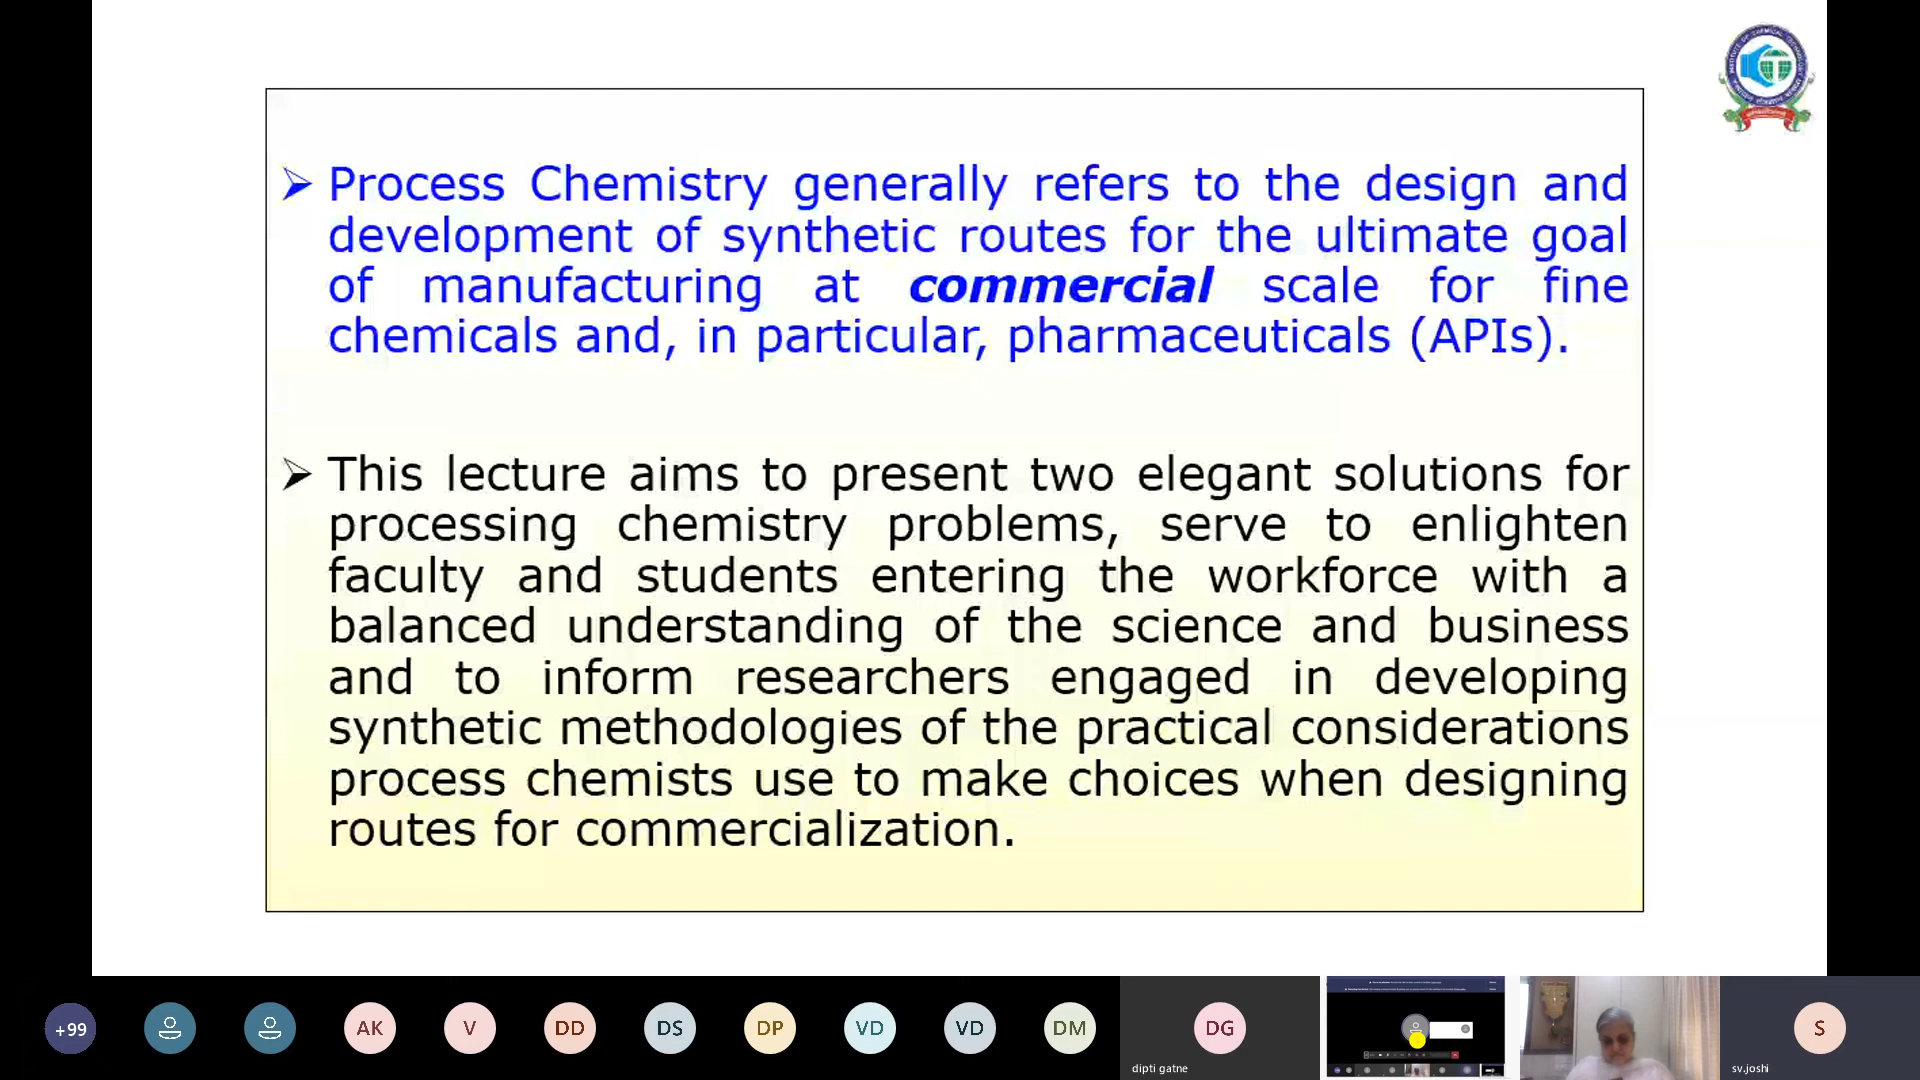 ➢ Process Chemistry generally refers to the design and
development of synthetic routes for the ultimate goal
of manufacturing at commercial scale for fine
chemicals and, in particular, pharmaceuticals (APIs).
➢ This lecture aims to present two elegant solutions for
processing chemistry problems, serve to enlighten
faculty and students entering the workforce with a
balanced understanding of the science and business
and to inform researchers engaged in developing
synthetic methodologies of the practical considerations
process chemists use to make choices when designing
routes for commercialization.
+99
AK
V
DD
DS
DP
VD
VD
DM
DG
dipti gatne
S
sv.joshi